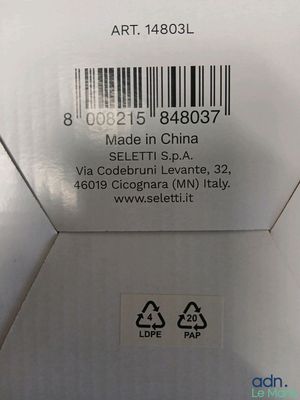 ART. 14803L
8 008215 848037
Made in China
SELETTI S.p.A.
Via Codebruni Levante, 32,
46019 Cicognara (MN) Italy.
www.seletti.it
4 20
LDPE PAP
adn.
Le Mans